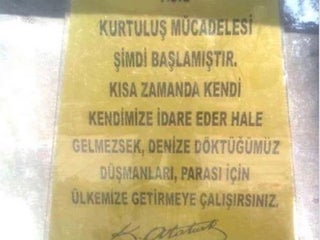 KURTULUŞ MÜCADELESİ
ŞİMDİ BAŞLAMIŞTIR.
KISA ZAMANDA KENDİ
KENDİMİZE İDARE EDER HALE
GELMEZSEK, DENİZE DÖKTÜĞÜMÜZ
DÜŞMANLARI, PARASI İÇİN
ÜLKEMİZE GETİRMEYE ÇALIŞIRSINIZ.
K. Atatürk